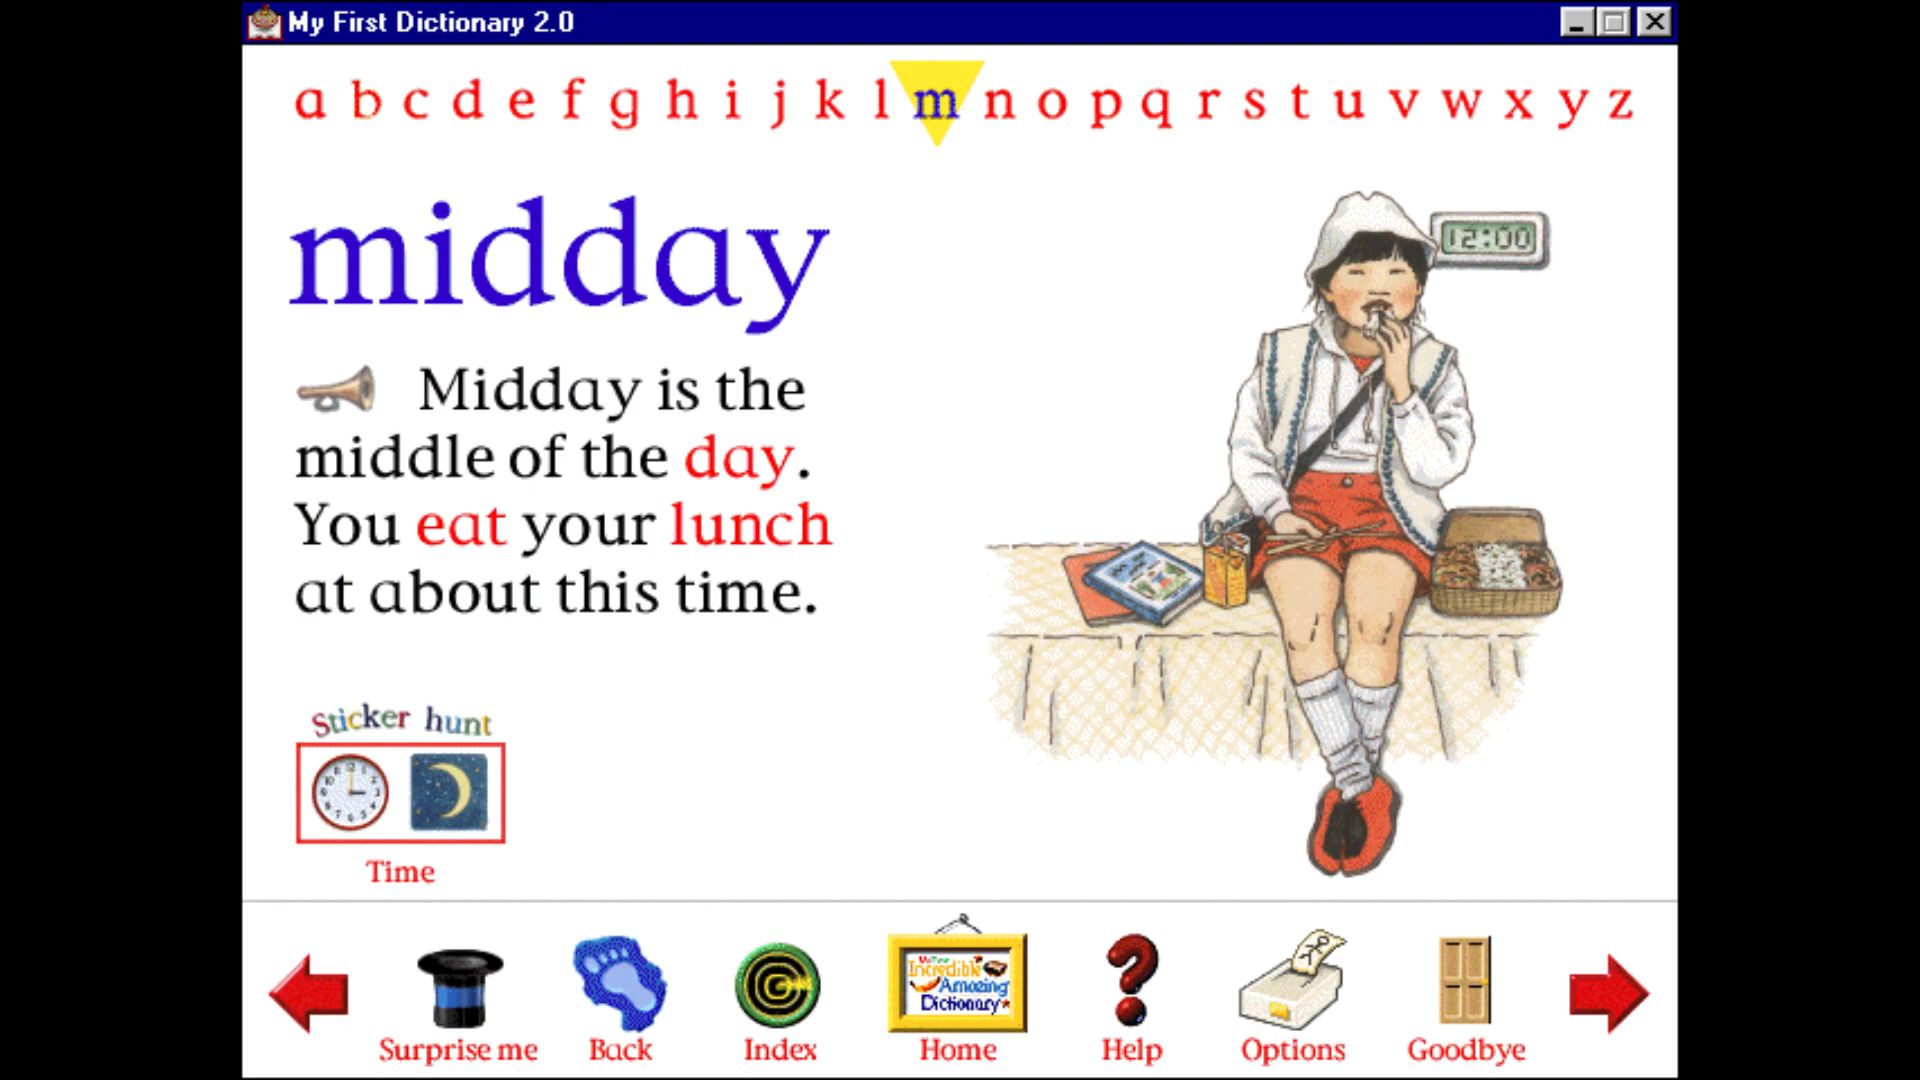 My First Dictionary 2.0
a b c d e f g h i j k l m n o p q r s t u v w x y z
midday
12:00
Midday is the
middle of the day.
You eat your lunch
at about this time.
Sticker hunt
Time
Incredible
Amazing
Dictionary
Surprise me
Back
Index
Home
Help
Options
Goodbye